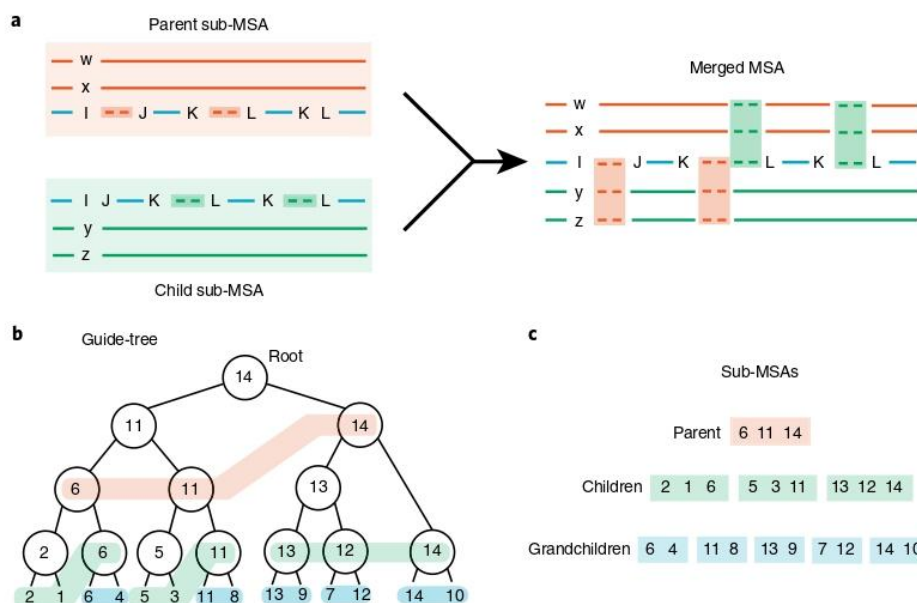 a
Parent sub-MSA
w
x
I J K L K L
I J K L K L
y
z
Child sub-MSA
Merged MSA
w
x
I J K L K L
y
z
b
Guide-tree
Root
14
11 14
6 11 13
2 6 5 11 13 12 14
2 1 6 4 5 3 11 8 13 9 7 12 14 10
c
Sub-MSAs
Parent 6 11 14
Children 2 1 6 5 3 11 13 12 14
Grandchildren 6 4 11 8 13 9 7 12 14 10